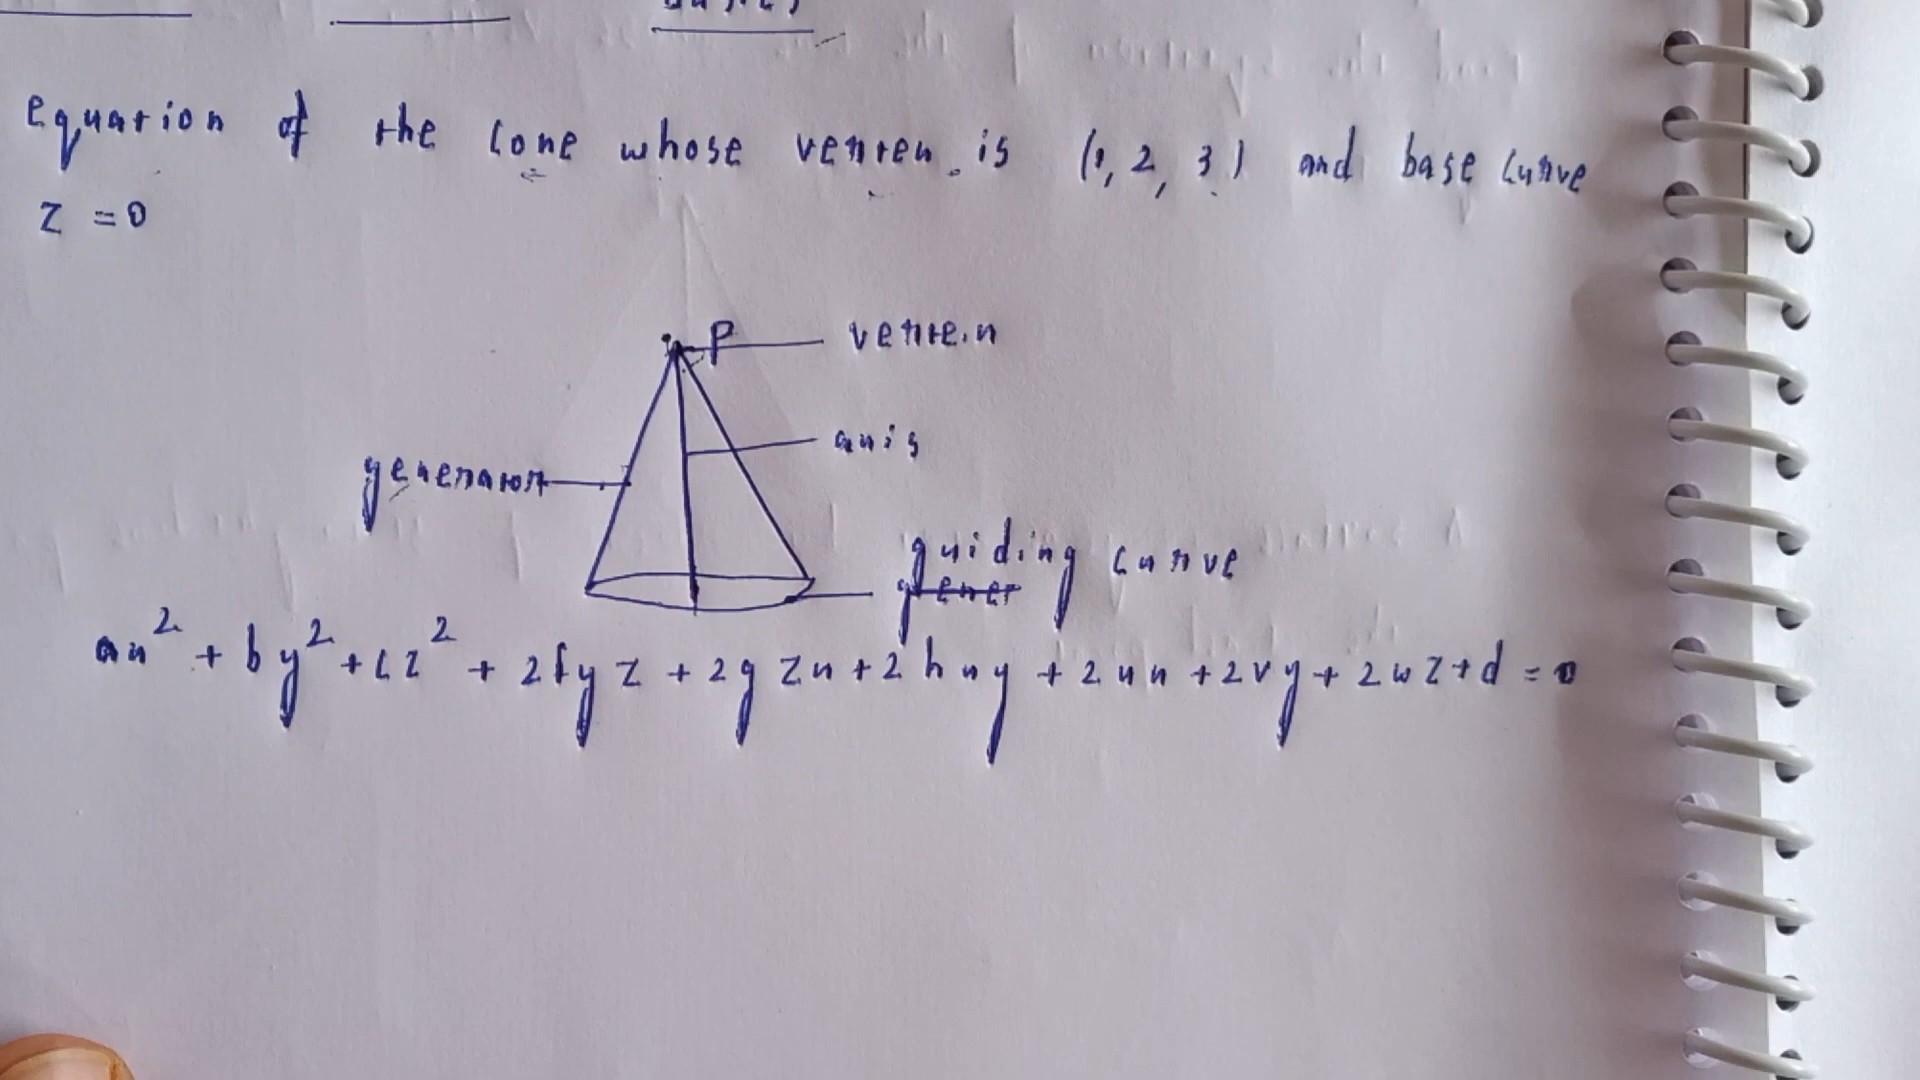 equation of the cone whose vertex is (1, 2, 3) and base curve
z = 0
P
vertex
axis
generator
guiding curve
gener
ax² + by² + cz² + 2fyz + 2gzx + 2hxy + 2ux + 2vy + 2wz + d = 0